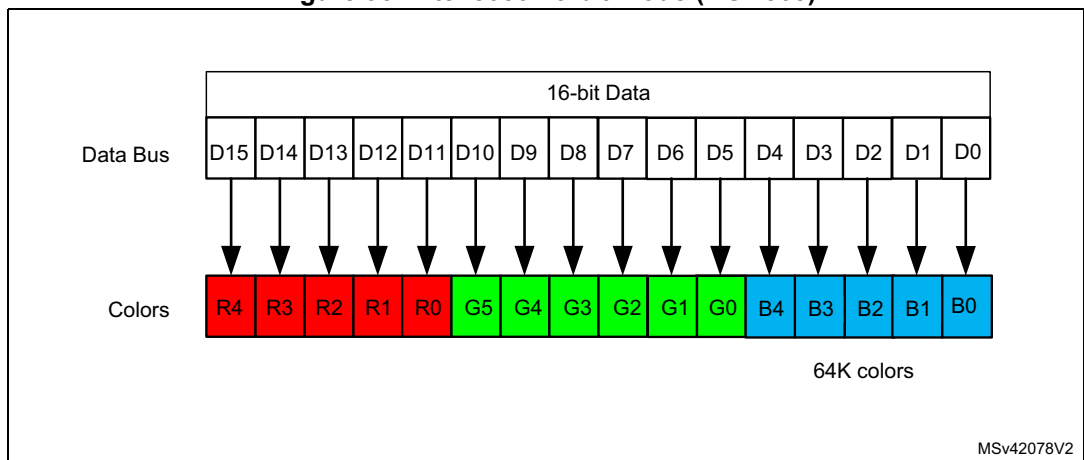 16-bit Data
Data Bus D15 D14 D13 D12 D11 D10 D9 D8 D7 D6 D5 D4 D3 D2 D1 D0
Colors R4 R3 R2 R1 R0 G5 G4 G3 G2 G1 G0 B4 B3 B2 B1 B0
64K colors
MSv42078V2